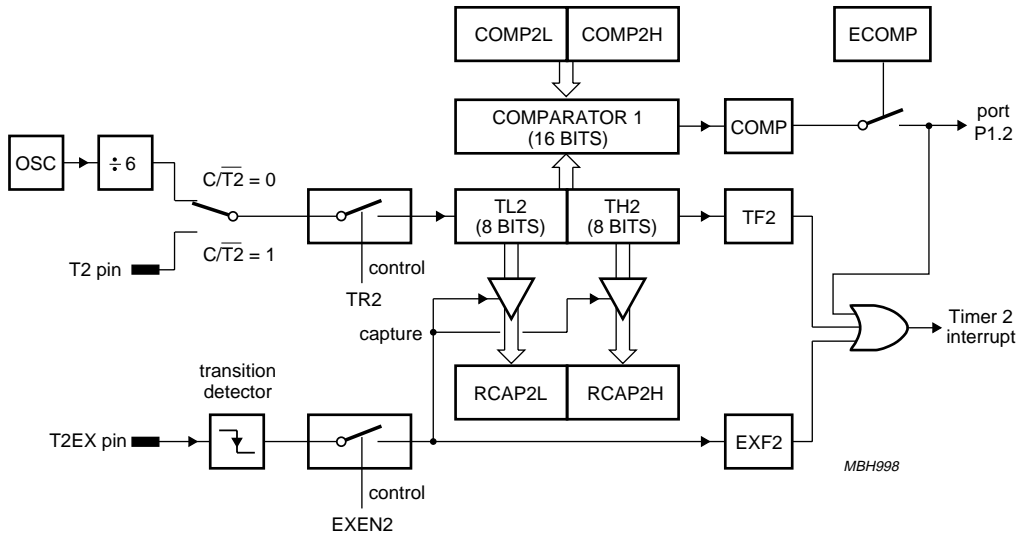 COMP2L COMP2H ECOMP
COMPARATOR 1
(16 BITS)
COMP
port
P1.2
OSC
÷ 6
C/T2̅ = 0
C/T2̅ = 1
T2 pin
control
TR2
TL2
(8 BITS)
TH2
(8 BITS)
TF2
capture
Timer 2
interrupt
RCAP2L RCAP2H
transition
detector
T2EX pin
control
EXEN2
EXF2
MBH998